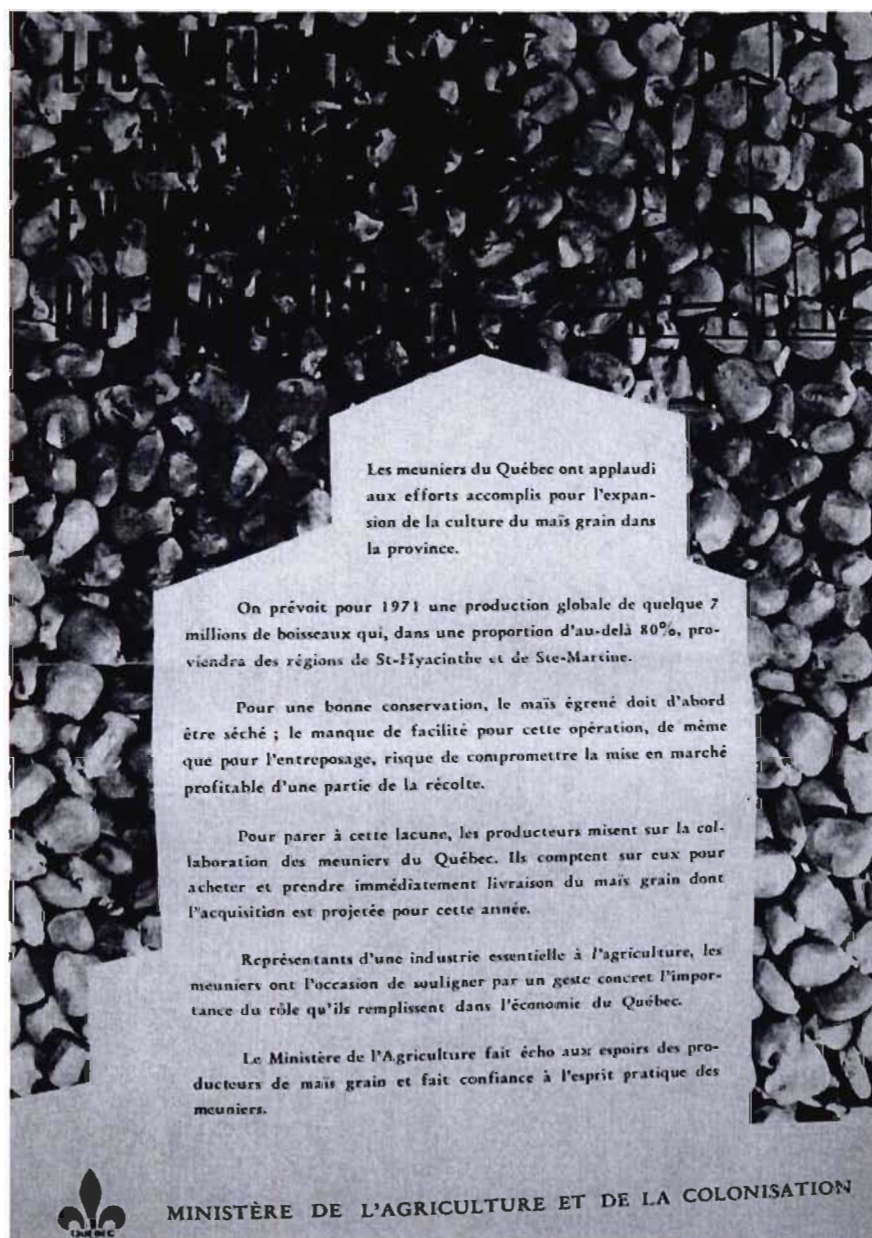 LES
Les meuniers du Québec ont applaudi
aux efforts accomplis pour l'expan-
sion de la culture du maïs grain dans
la province.
On prévoit pour 1971 une production globale de quelque 7
millions de boisseaux qui, dans une proportion d'au-delà 80%, pro-
viendra des régions de St-Hyacinthe et de Ste-Martine.
Pour une bonne conservation, le maïs égrené doit d'abord
être séché ; le manque de facilité pour cette opération, de même
que pour l'entreposage, risque de compromettre la mise en marché
profitable d'une partie de la récolte.
Pour parer à cette lacune, les producteurs misent sur la col-
laboration des meuniers du Québec. Ils comptent sur eux pour
acheter et prendre immédiatement livraison du maïs grain dont
l'acquisition est projetée pour cette année.
Représentants d'une industrie essentielle à l'agriculture, les
meuniers ont l'occasion de souligner par un geste concret l'impor-
tance du rôle qu'ils remplissent dans l'économie du Québec.
Le Ministère de l'Agriculture fait écho aux espoirs des pro-
ducteurs de maïs grain et fait confiance à l'esprit pratique des
meuniers.
QUÉBEC
MINISTÈRE DE L'AGRICULTURE ET DE LA COLONISATION